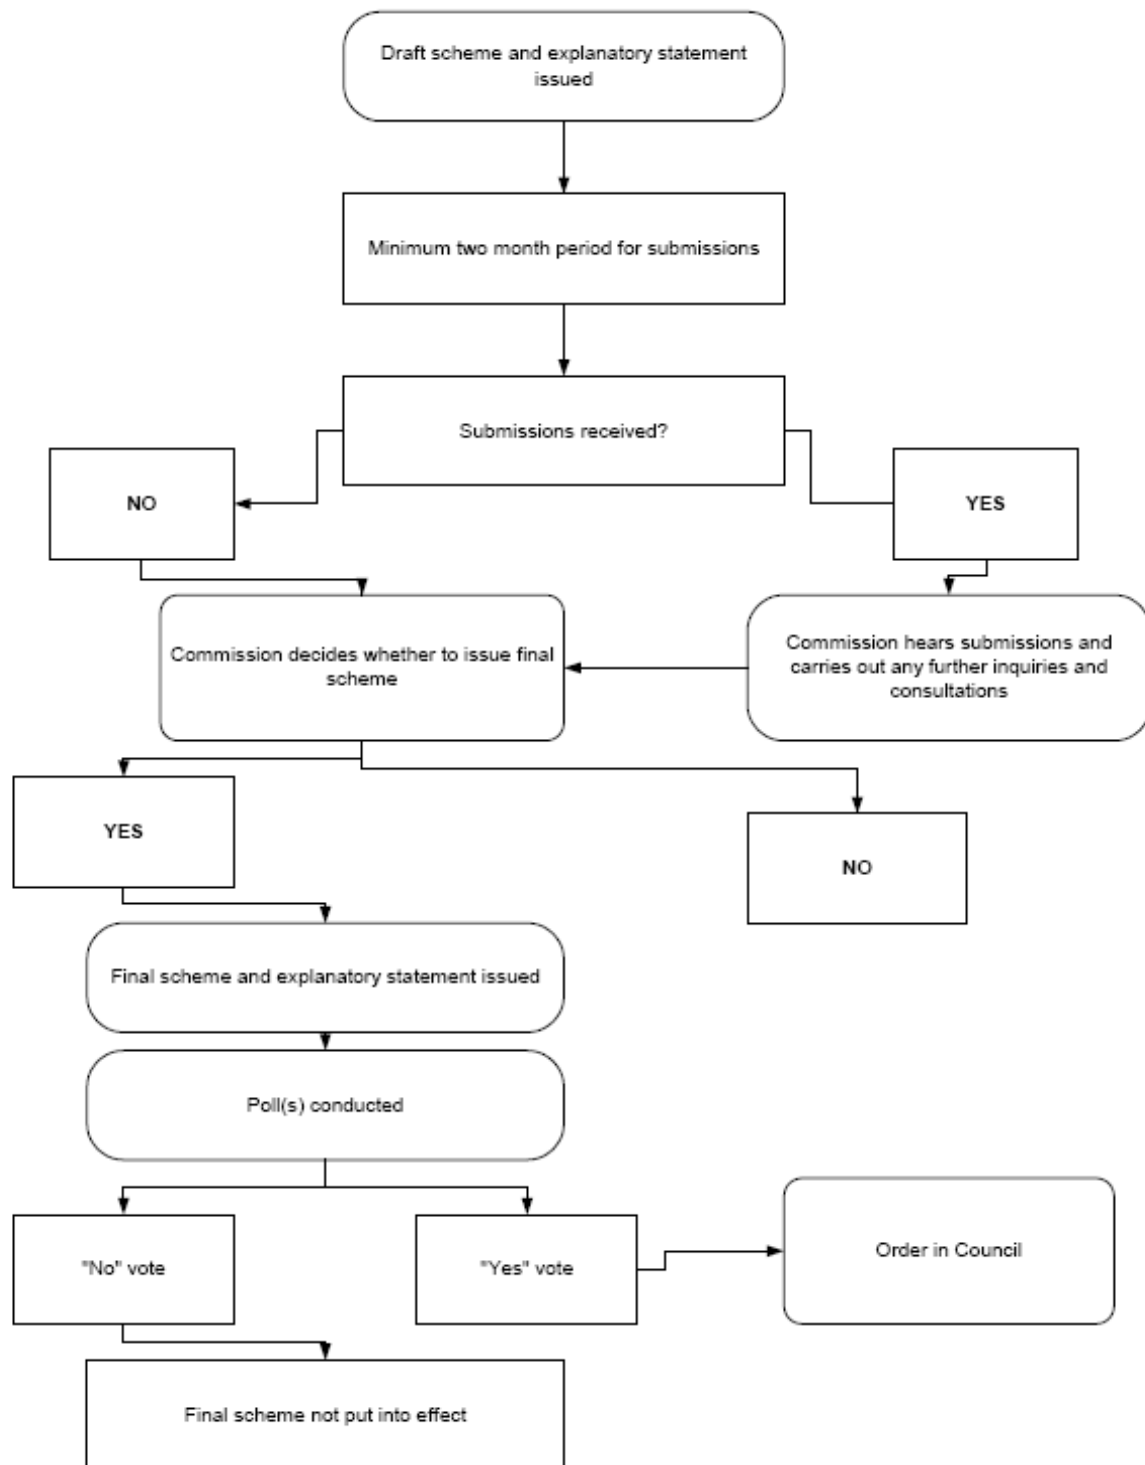 Draft scheme and explanatory statement
issued
Minimum two month period for submissions
Submissions received?
NO
YES
Commission decides whether to issue final
scheme
Commission hears submissions and
carries out any further inquiries and
consultations
YES
NO
Final scheme and explanatory statement issued
Poll(s) conducted
"No" vote
"Yes" vote
Order in Council
Final scheme not put into effect